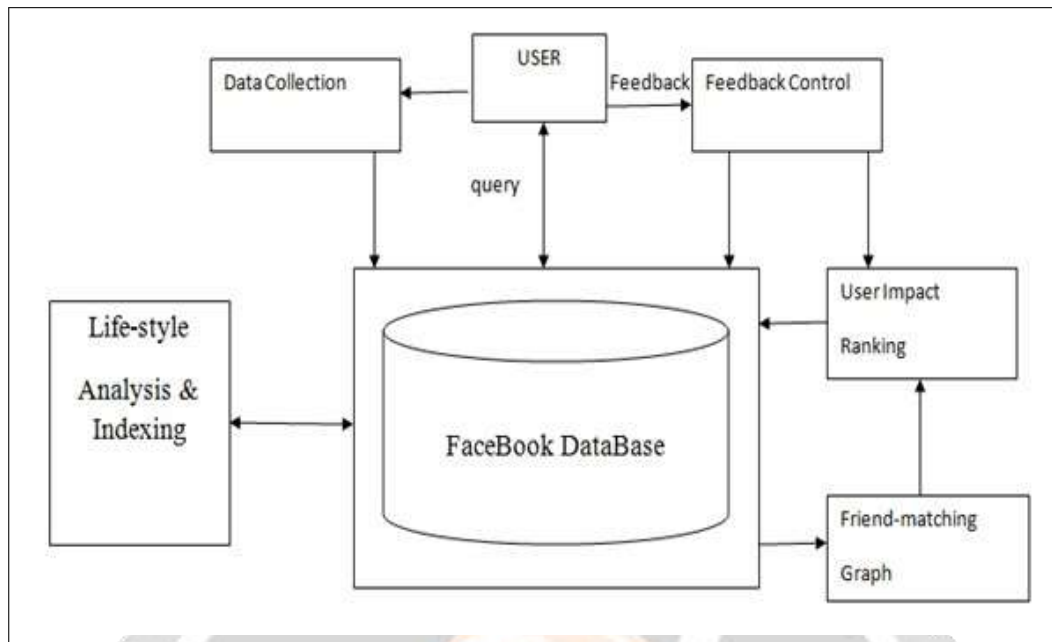 USER
Data Collection
Feedback
Feedback Control
query
User Impact
Ranking
Life-style
Analysis &
Indexing
FaceBook DataBase
Friend-matching
Graph